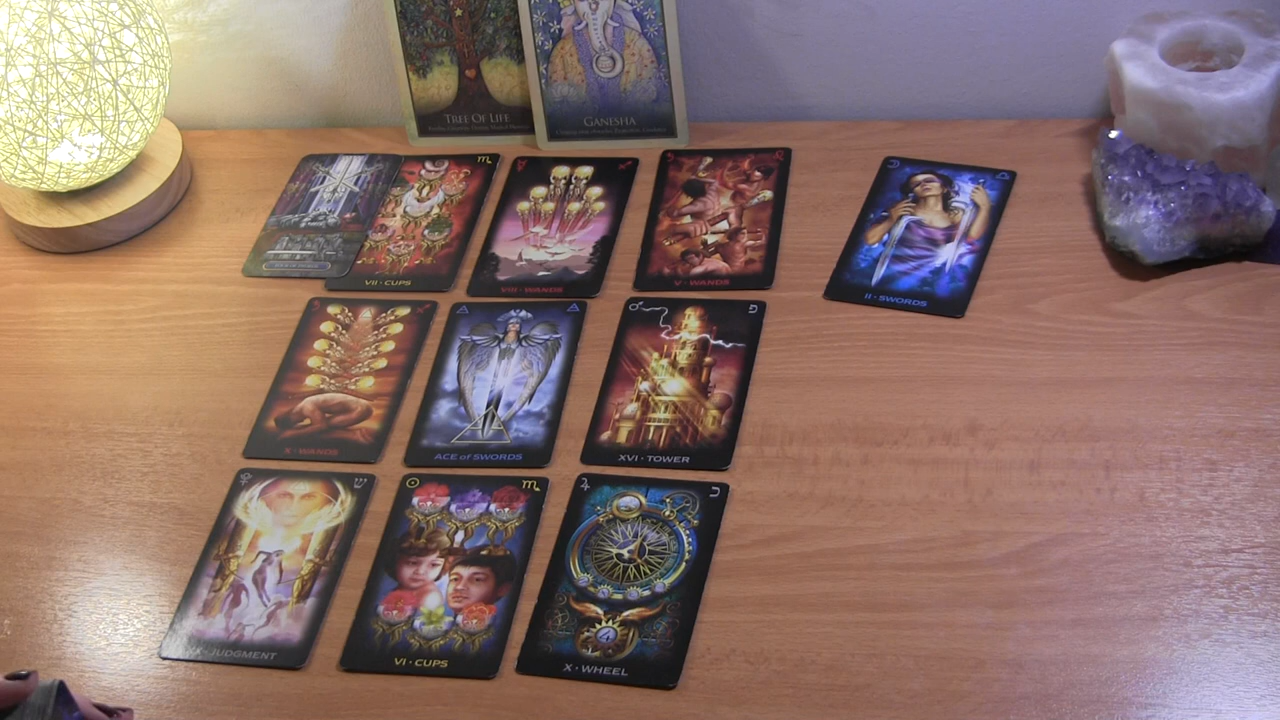 TREE OF LIFE
GANESHA
VII · CUPS
VIII · WANDS
V · WANDS
II · SWORDS
X · WANDS
ACE of SWORDS
XVI · TOWER
XX · JUDGMENT
VI · CUPS
X · WHEEL